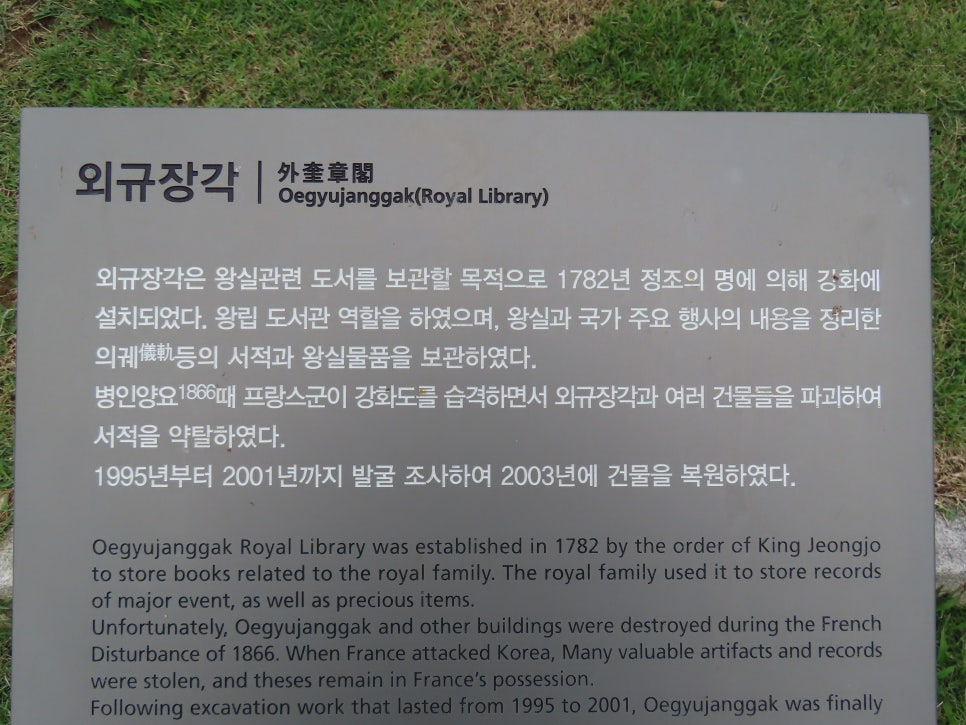 외규장각 | 外奎章閣
Oegyujanggak(Royal Library)
외규장각은 왕실관련 도서를 보관할 목적으로 1782년 정조의 명에 의해 강화에
설치되었다. 왕립 도서관 역할을 하였으며, 왕실과 국가 주요 행사의 내용을 정리한
의궤儀軌등의 서적과 왕실물품을 보관하였다.
병인양요1866때 프랑스군이 강화도를 습격하면서 외규장각과 여러 건물들을 파괴하여
서적을 약탈하였다.
1995년부터 2001년까지 발굴 조사하여 2003년에 건물을 복원하였다.
Oegyujanggak Royal Library was established in 1782 by the order of King Jeongjo
to store books related to the royal family. The royal family used it to store records
of major event, as well as precious items.
Unfortunately, Oegyujanggak and other buildings were destroyed during the French
Disturbance of 1866. When France attacked Korea, Many valuable artifacts and records
were stolen, and theses remain in France's possession.
Following excavation work that lasted from 1995 to 2001, Oegyujanggak was finally